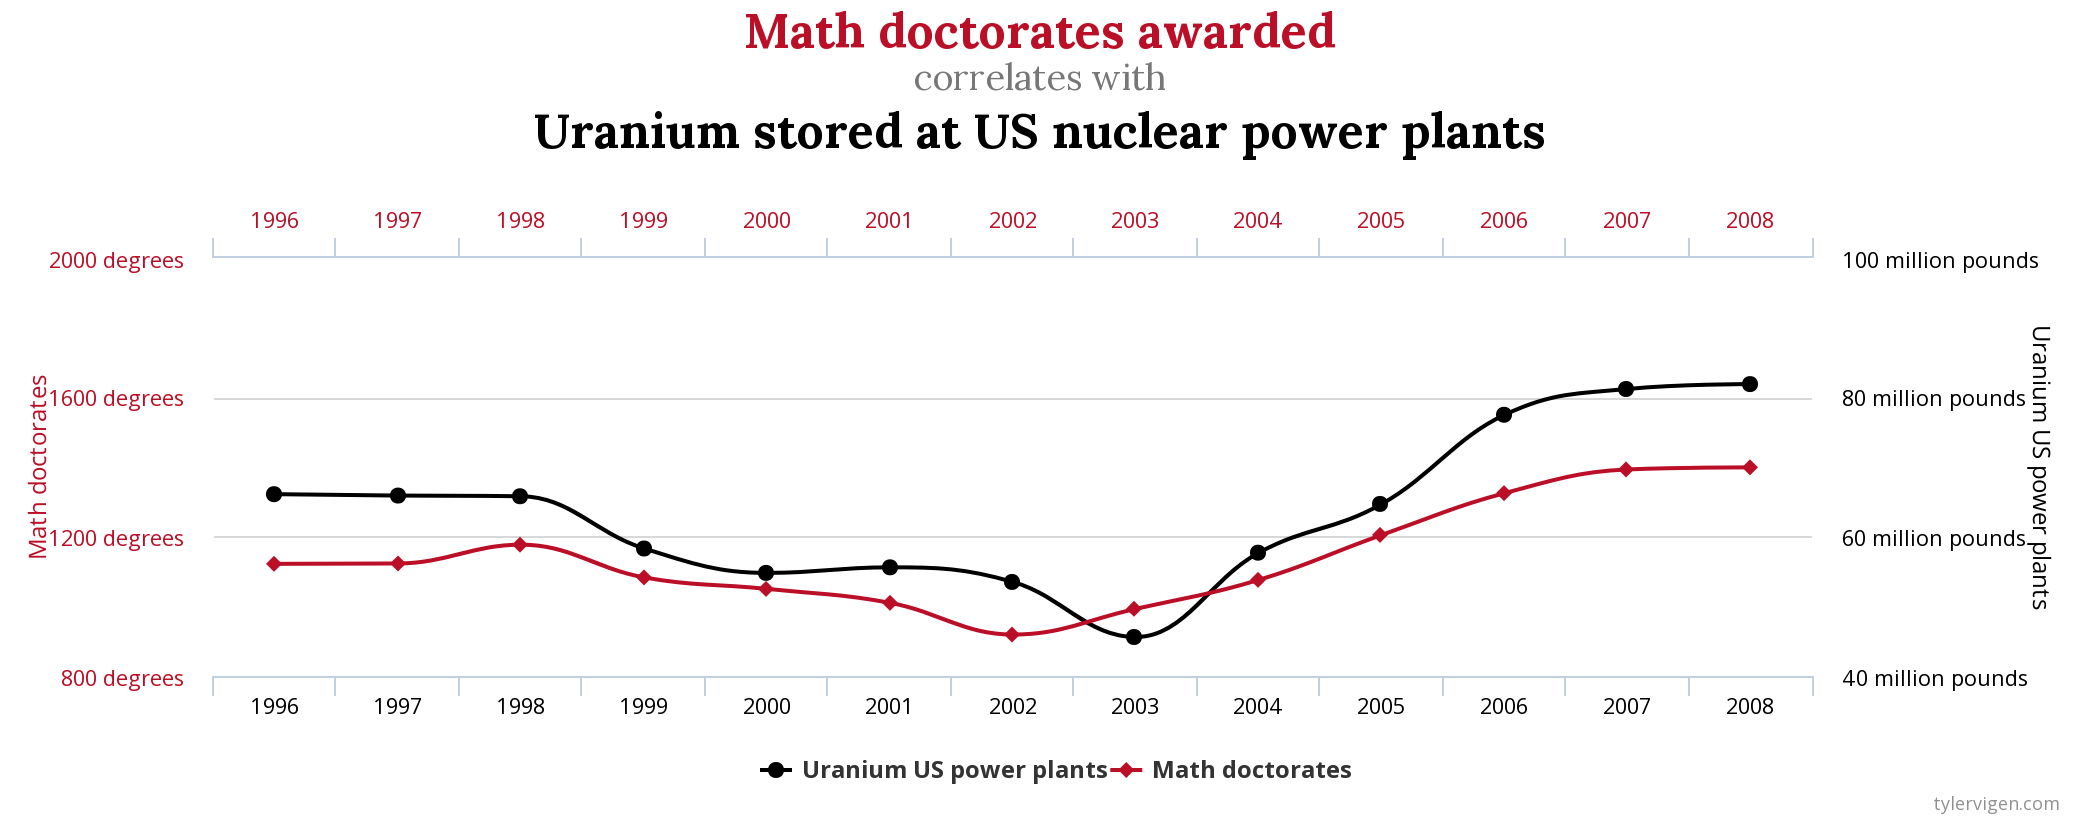 Math doctorates awarded
correlates with
Uranium stored at US nuclear power plants
1996 1997 1998 1999 2000 2001 2002 2003 2004 2005 2006 2007 2008
2000 degrees
1600 degrees
1200 degrees
800 degrees
Math doctorates
100 million pounds
80 million pounds
60 million pounds
40 million pounds
Uranium US power plants
1996 1997 1998 1999 2000 2001 2002 2003 2004 2005 2006 2007 2008
Uranium US power plants Math doctorates
tylervigen.com